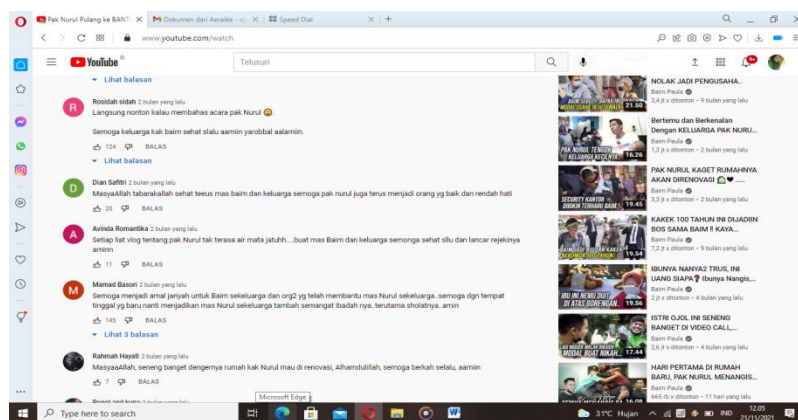 Pak Nurul Pulang ke BANT
Dokumen dari Aeralee - v
Speed Dial
www.youtube.com/watch
YouTube
ID
Telusuri
9+
Lihat balasan
R
Rosidah sidah 2 bulan yang lalu
Langsung nonton kalau membahas acara pak Nurul
Semoga keluarga kak baim sehat slalu aamiin yarobbal aalamiin.
124 BALAS
Lihat balasan
D
Dian Safitri 2 bulan yang lalu
MasyaAllah tabarakallah sehat teeus mas baim dan keluarga semoga pak nurul juga terus menjadi orang yg baik dan rendah hati
20 BALAS
A
Avinda Romantika 2 bulan yang lalu
Setiap liat vlog tentang pak Nurul tak terasa air mata jatuhh....buat mas Baim dan keluarga semonga sehat sllu dan lancar rejekinya
aminn
11 BALAS
M
Mamad Basori 2 bulan yang lalu
Semoga menjadi amal jariyah untuk Baim sekeluarga dan org2 yg telah membantu mas Nurul sekeluarga..semoga dgn tempat
tinggal yg baru nanti menjadikan mas Nurul sekeluarga tambah semangat ibadah nya..terutama sholatnya..amin
145 BALAS
Lihat 3 balasan
Rahmah Hayati 2 bulan yang lalu
MasyaaAllah, seneng banget dengernya rumah kak Nurul mau di renovasi, Alhamdulillah, semoga berkah selalu, aamiin
7 BALAS
NOLAK JADI PENGUSAHA..
Baim Paula
3,4 jt x ditonton • 9 bulan yang lalu
21.50
Bertemu dan Berkenalan
Dengan KELUARGA PAK NURU...
Baim Paula
1,3 jt x ditonton • 2 bulan yang lalu
PAK NURUL TENGOK
KELUARGA KECILNYA
16.26
PAK NURUL KAGET RUMAHNYA
AKAN DIRENOVASI
Baim Paula
3,3 jt x ditonton • 2 bulan yang lalu
SECURITY KANTOR
DIBIKIN TERHARU BAIM
19.45
KAKEK 100 TAHUN INI DIJADIIN
BOS SAMA BAIM !! KAYA...
Baim Paula
7,2 jt x ditonton • 9 bulan yang lalu
19.54
IBUNYA NANYA2 TRUS, INI
UANG SIAPA? Ibunya Nangis,...
Baim Paula
2 jt x ditonton • 4 bulan yang lalu
IBU INI NEMU DUIT
DI ATAS GORENGAN
19.56
ISTRI OJOL INI SENENG
BANGET DI VIDEO CALL,...
Baim Paula
2,6 jt x ditonton • 4 bulan yang lalu
MODAL BUAT NIKAH
17.44
HARI PERTAMA DI RUMAH
BARU, PAK NURUL MENANGIS...
Baim Paula
665 rb x ditonton • 11 hari yang lalu
16.08
Microsoft Edge
Type here to search
31°C Hujan
IND
12.05
21/11/2021